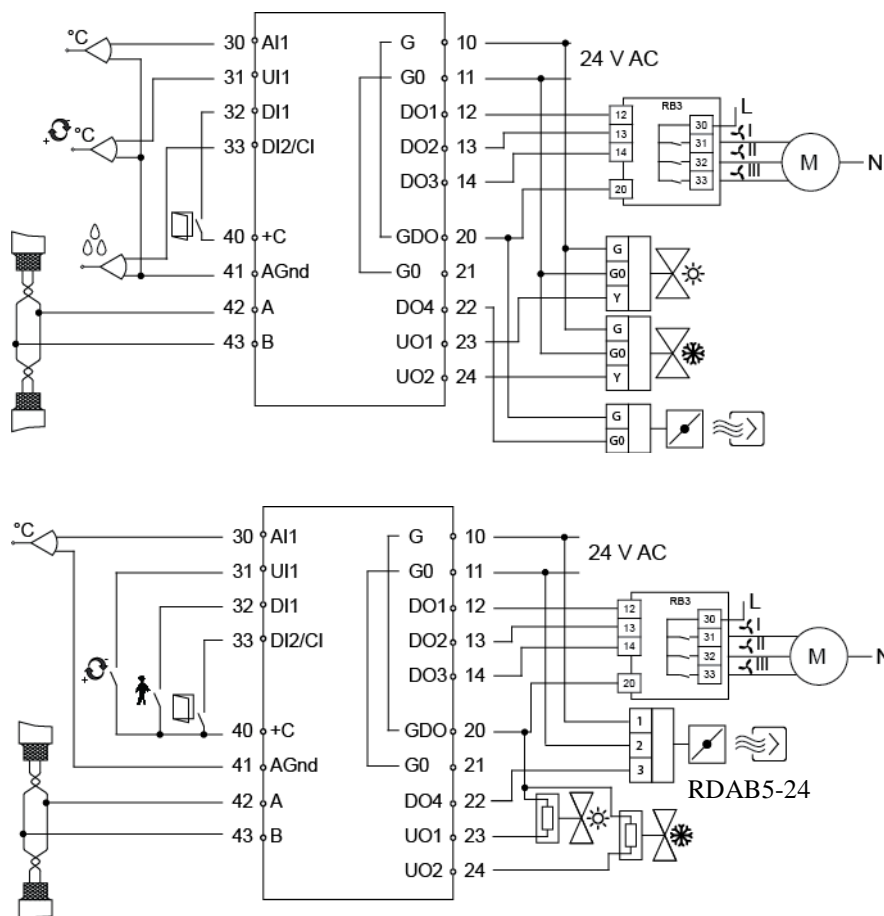 °C 30 AI1 G 10 24 V AC
31 UI1 G0 11
+ - °C 32 DI1 DO1 12 12 RB3 30 L
33 DI2/CI DO2 13 13 31 I
14 32 II M N
DO3 14 33 III
20
40 +C GDO 20 G
41 AGnd G0 21 G0
42 A DO4 22 Y
43 B UO1 23 G
UO2 24 G0
Y
G
G0
°C 30 AI1 G 10 24 V AC
31 UI1 G0 11
32 DI1 DO1 12 12 RB3 30 L
33 DI2/CI DO2 13 13 31 I
14 32 II M N
+ - DO3 14 33 III
20
40 +C GDO 20 1
41 AGnd G0 21 2
3
42 A DO4 22 RDAB5-24
43 B UO1 23
UO2 24